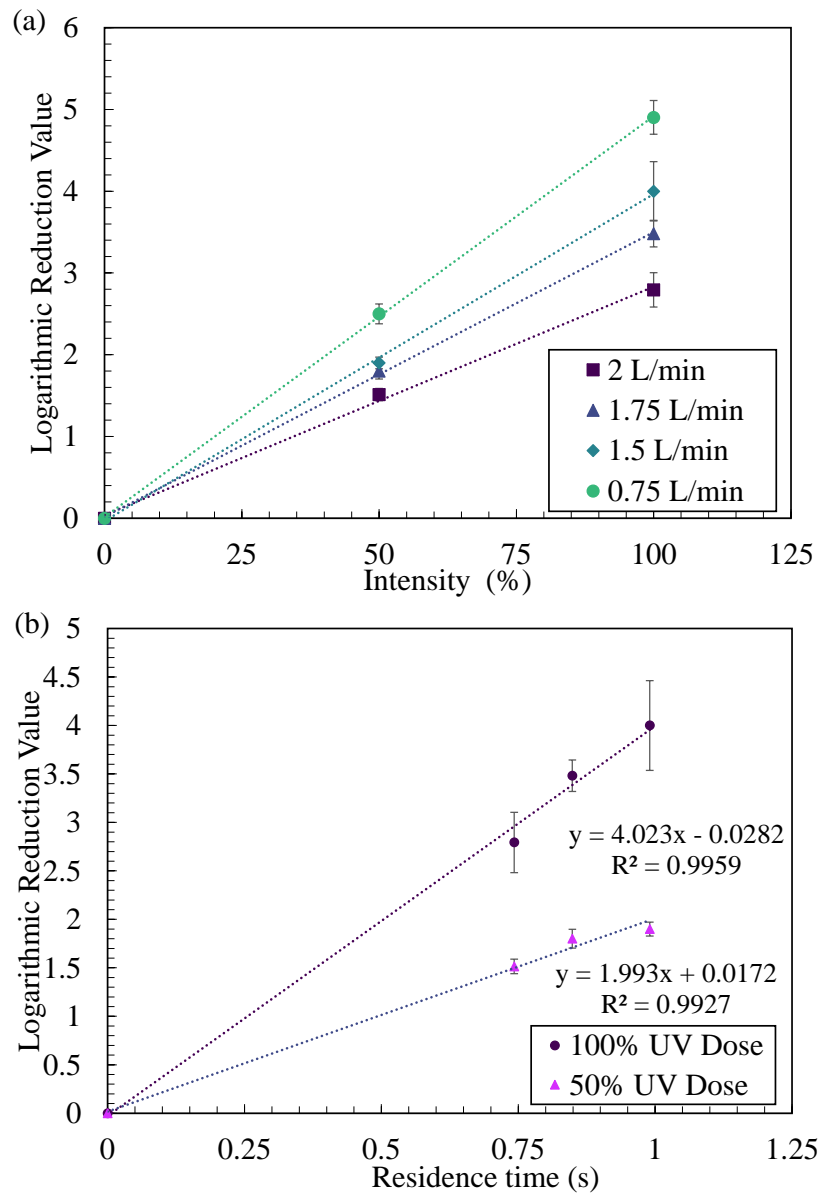 (a)
6
5
4
3
2
1
0
Logarithmic Reduction Value
2 L/min
1.75 L/min
1.5 L/min
0.75 L/min
0 25 50 75 100 125
Intensity (%)
(b)
5
4.5
4
3.5
3
2.5
2
1.5
1
0.5
0
Logarithmic Reduction Value
y = 4.023x - 0.0282
R² = 0.9959
y = 1.993x + 0.0172
R² = 0.9927
100% UV Dose
50% UV Dose
0 0.25 0.5 0.75 1 1.25
Residence time (s)